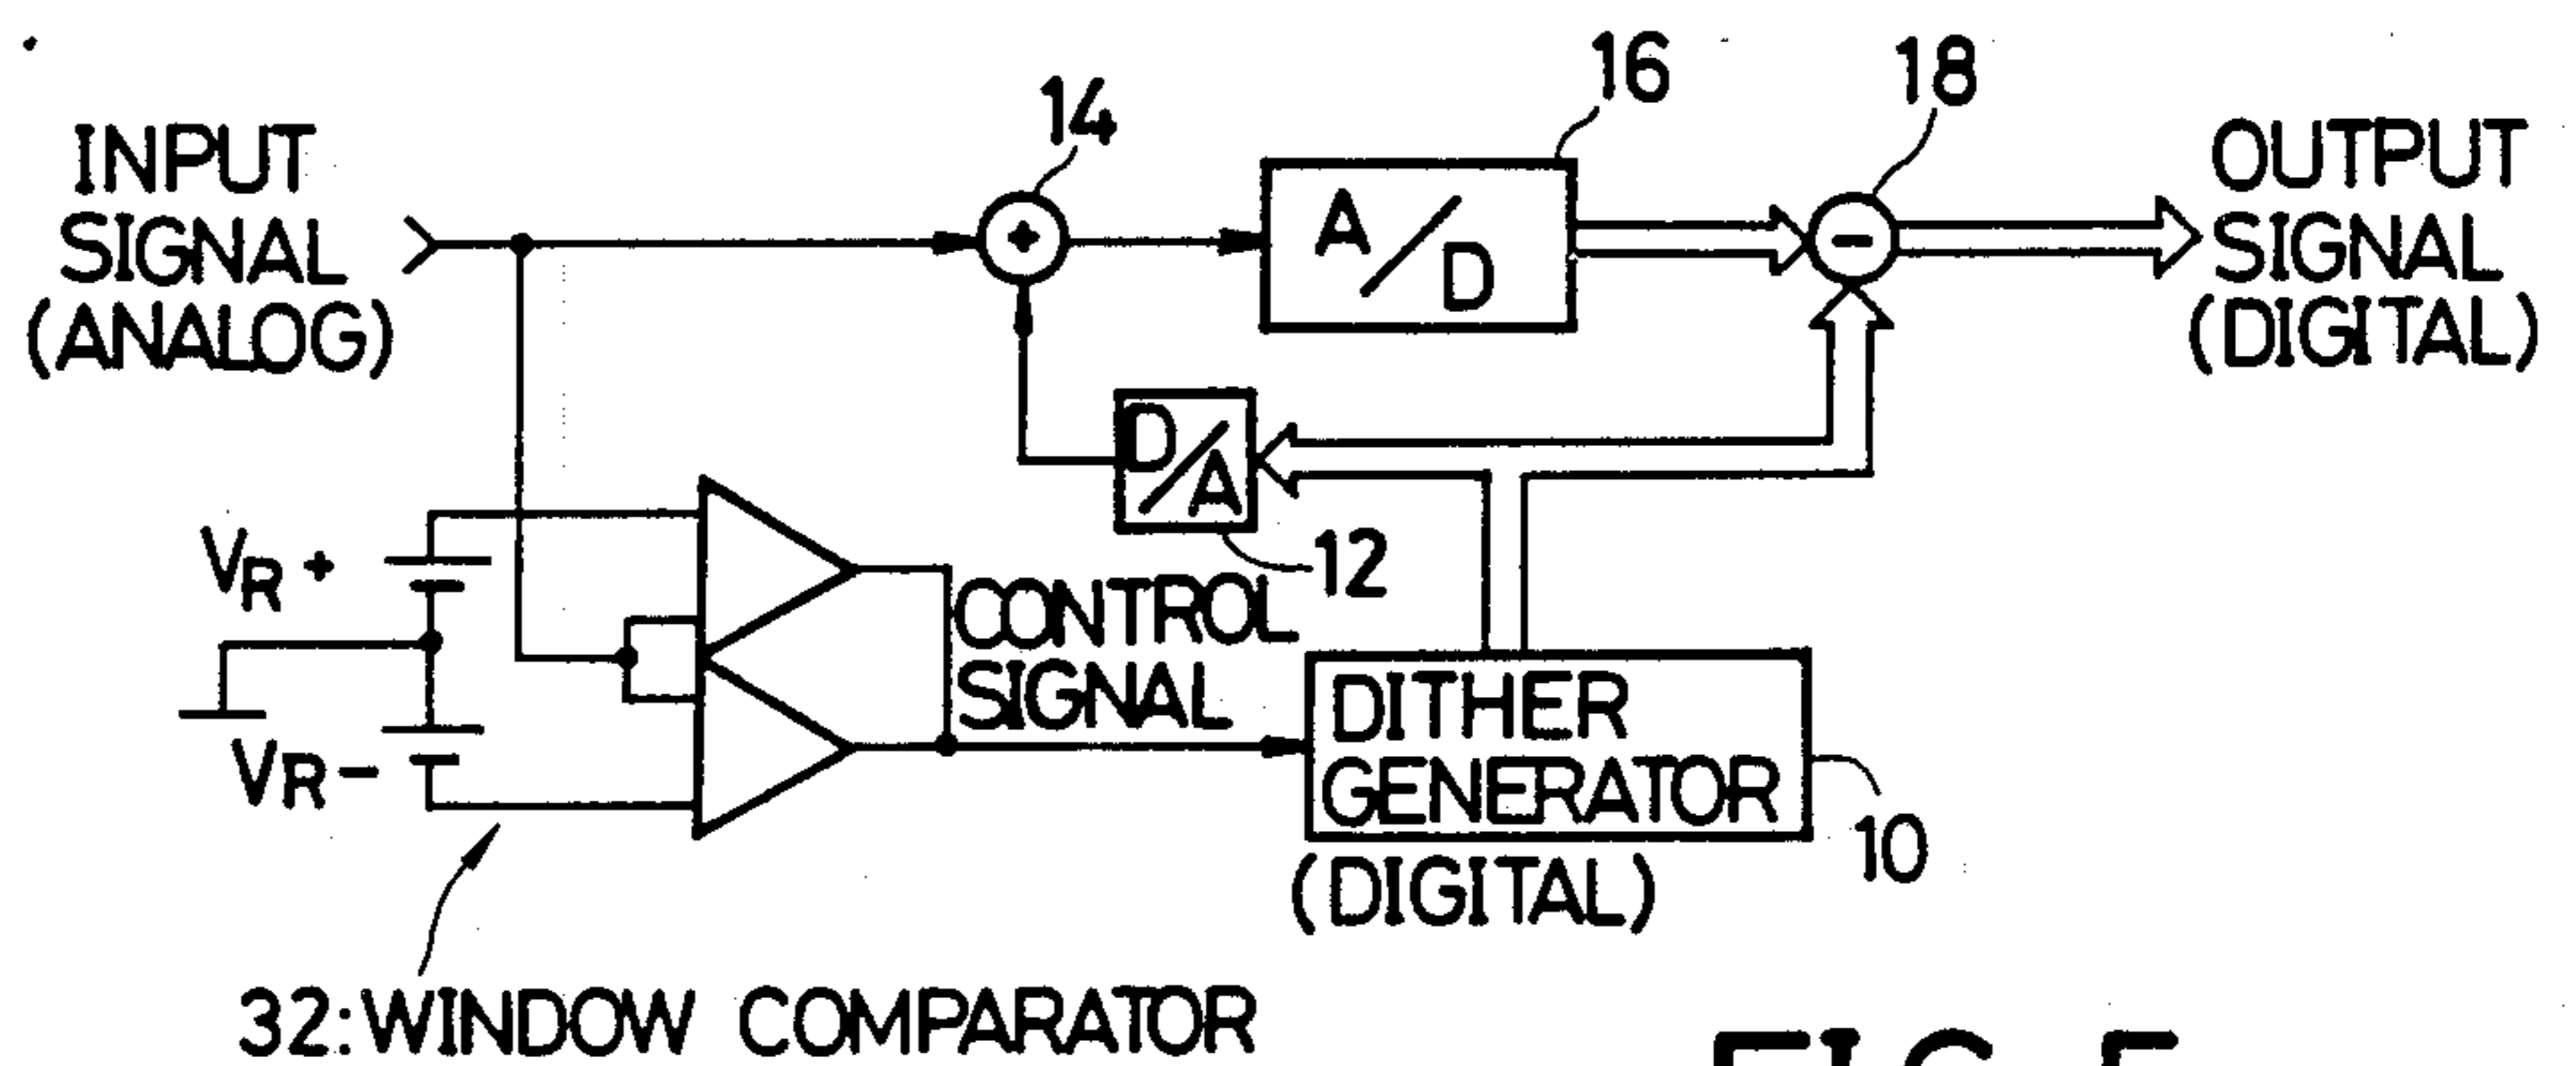 INPUT
SIGNAL
(ANALOG)
14
+
16
A/D
18
−
OUTPUT
SIGNAL
(DIGITAL)
D/A
12
VR +
VR −
CONTROL
SIGNAL
DITHER
GENERATOR
(DIGITAL)
10
32: WINDOW COMPARATOR